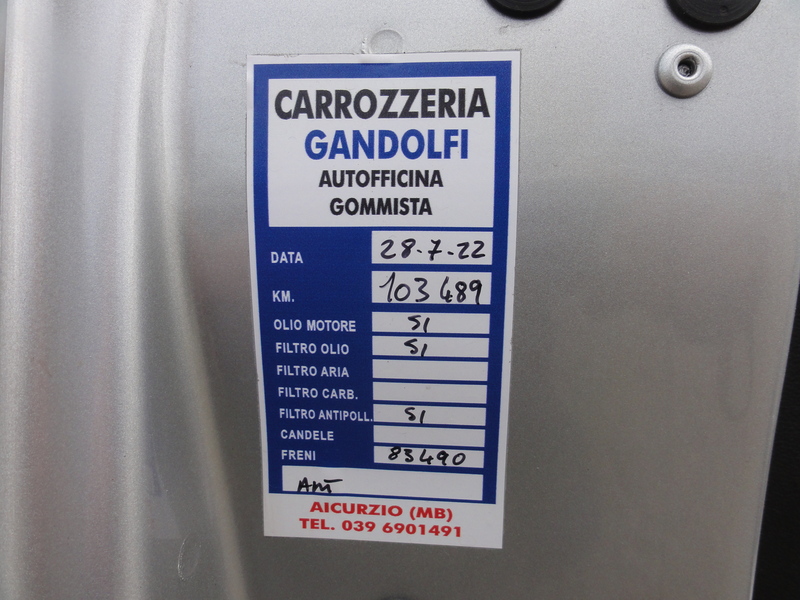 CARROZZERIA
GANDOLFI
AUTOFFICINA
GOMMISTA
DATA 28-7-22
KM. 103489
OLIO MOTORE SI
FILTRO OLIO SI
FILTRO ARIA
FILTRO CARB.
FILTRO ANTIPOLL. SI
CANDELE
FRENI 83490
AICURZIO (MB)
TEL. 039 6901491